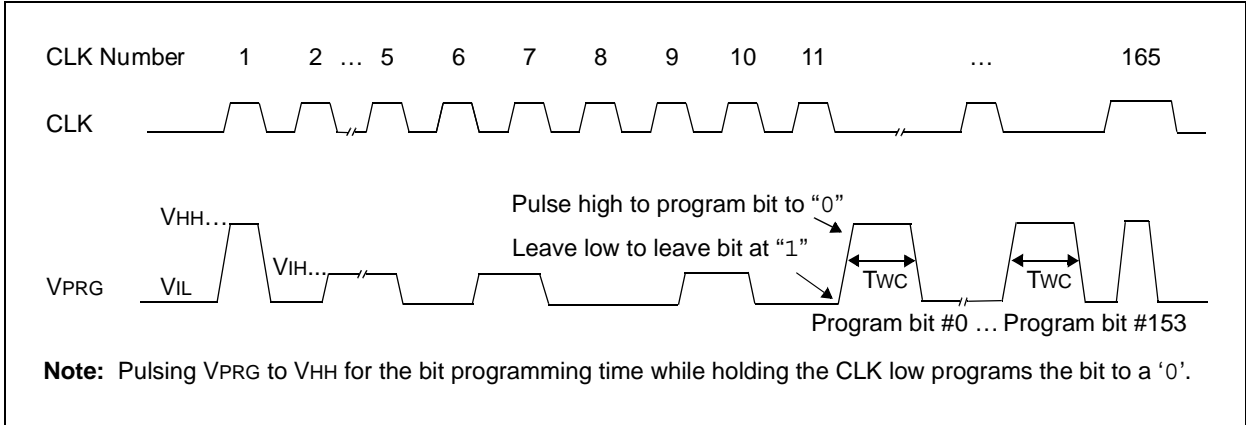 CLK Number 1 2 … 5 6 7 8 9 10 11 … 165
CLK
Pulse high to program bit to “0”
VHH…
Leave low to leave bit at “1”
VIH...
VPRG VIL TWC TWC
Program bit #0 … Program bit #153
Note: Pulsing VPRG to VHH for the bit programming time while holding the CLK low programs the bit to a ‘0’.